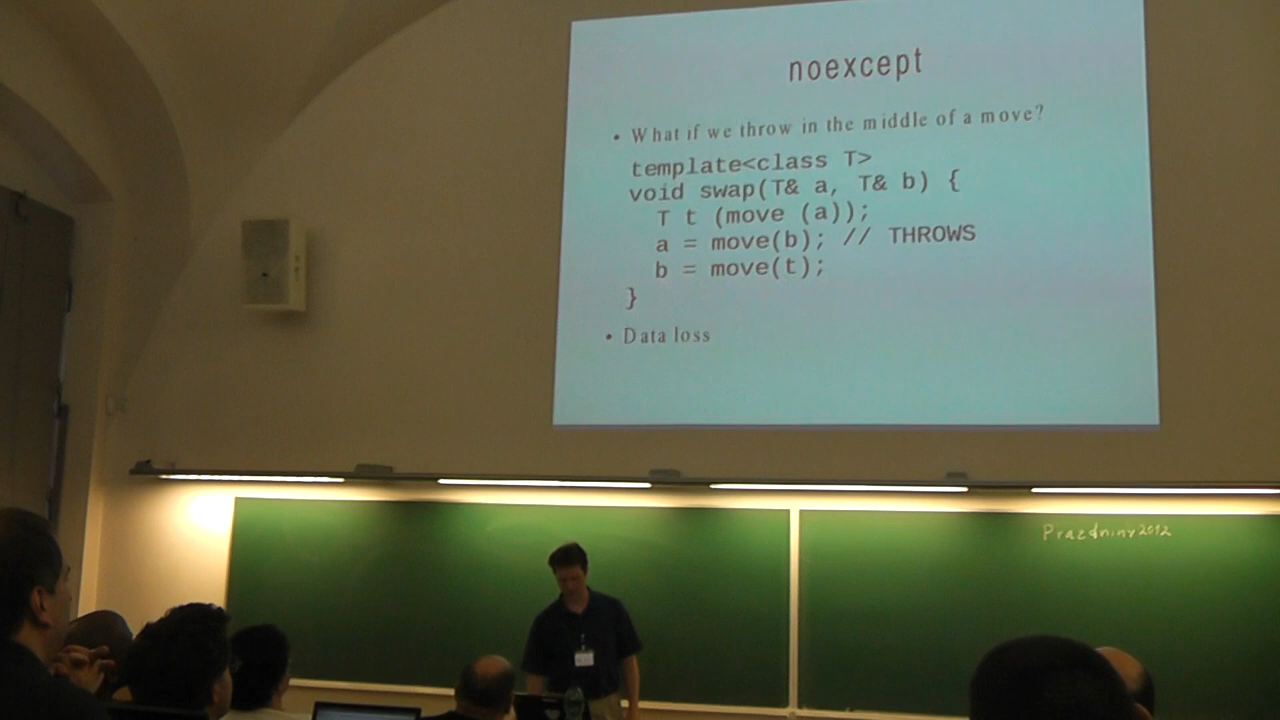 noexcept
• What if we throw in the middle of a move?
template<class T>
void swap(T& a, T& b) {
T t (move (a));
a = move(b); // THROWS
b = move(t);
}
• Data loss
Prazdniny2012